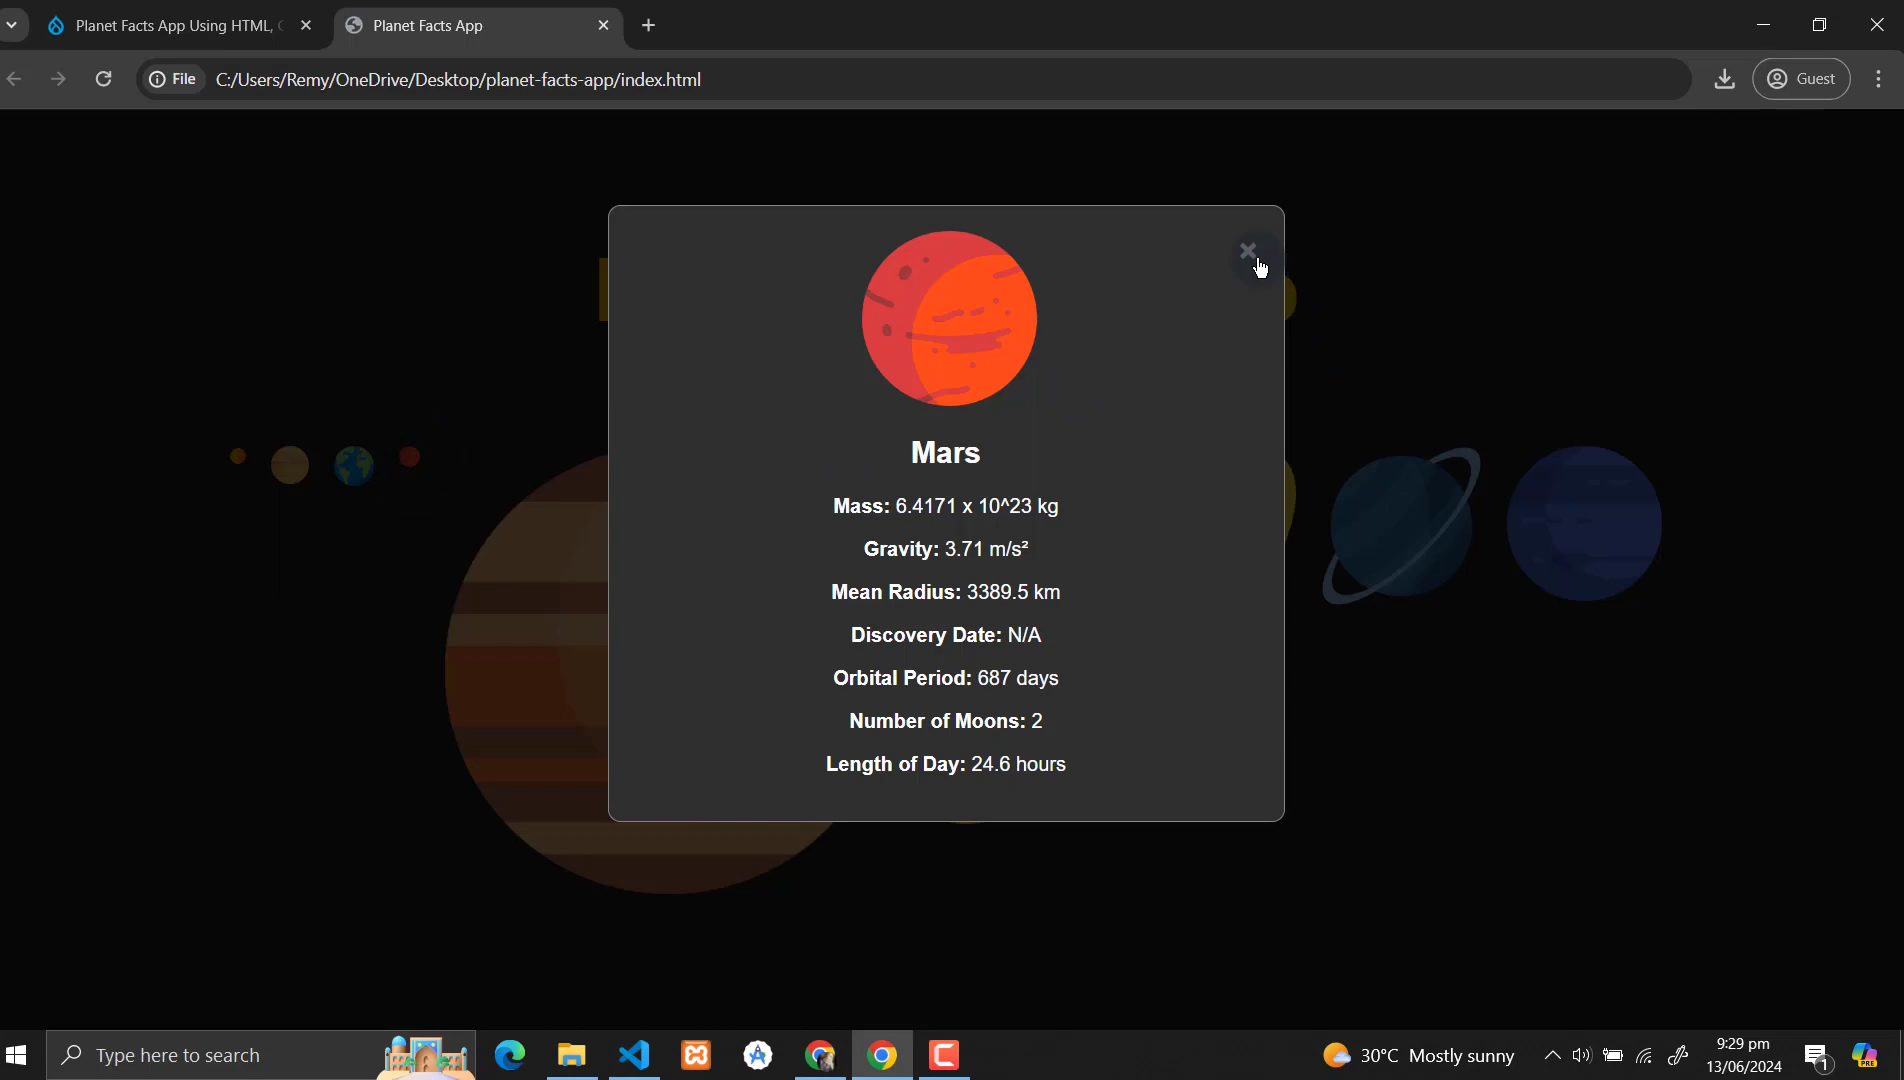 Planet Facts App Using HTML,
Planet Facts App
File
C:/Users/Remy/OneDrive/Desktop/planet-facts-app/index.html
Guest
Mars
Mass: 6.4171 x 10^23 kg
Gravity: 3.71 m/s²
Mean Radius: 3389.5 km
Discovery Date: N/A
Orbital Period: 687 days
Number of Moons: 2
Length of Day: 24.6 hours
Type here to search
30°C Mostly sunny
9:29 pm
13/06/2024
1
PRE